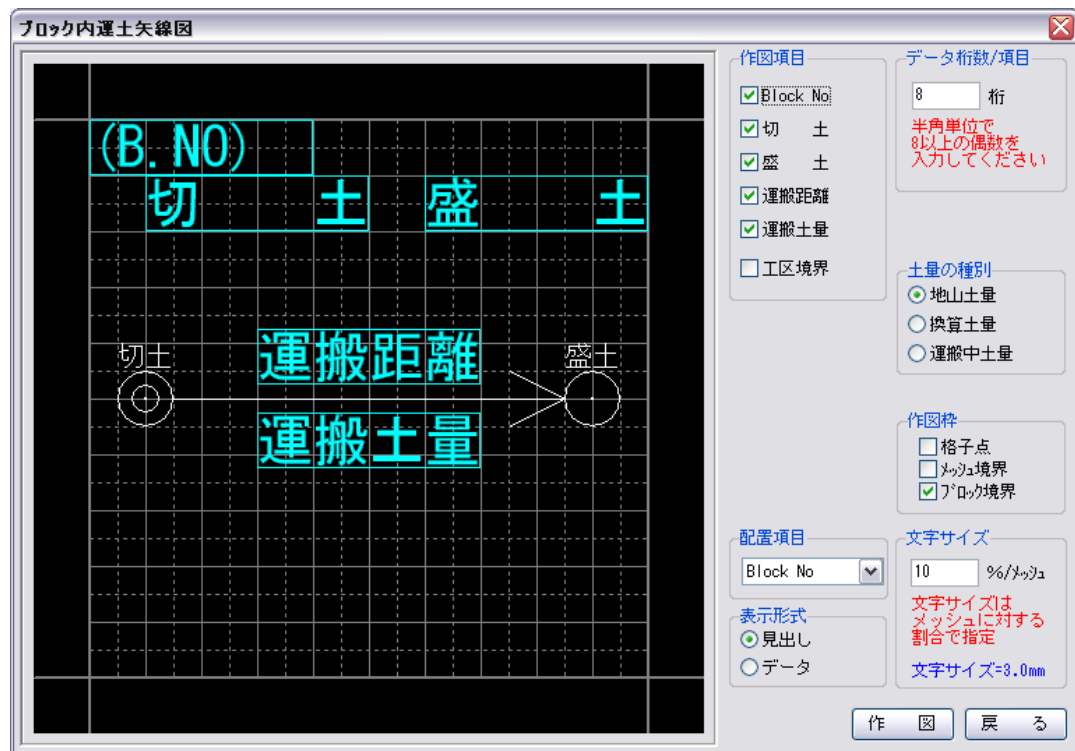 ブロック内運土矢線図
(B.NO)
切　　土
盛　　土
運搬距離
切土
盛土
運搬土量
作図項目
Block No
切　　土
盛　　土
運搬距離
運搬土量
工区境界
データ桁数/項目
8 桁
半角単位で
8以上の偶数を
入力してください
土量の種別
地山土量
換算土量
運搬中土量
作図枠
格子点
ﾒｯｼｭ境界
ﾌﾞﾛｯｸ境界
配置項目
Block No
表示形式
見出し
データ
文字サイズ
10 %/ﾒｯｼｭ
文字サイズは
メッシュに対する
割合で指定
文字サイズ=3.0mm
作　図
戻　る